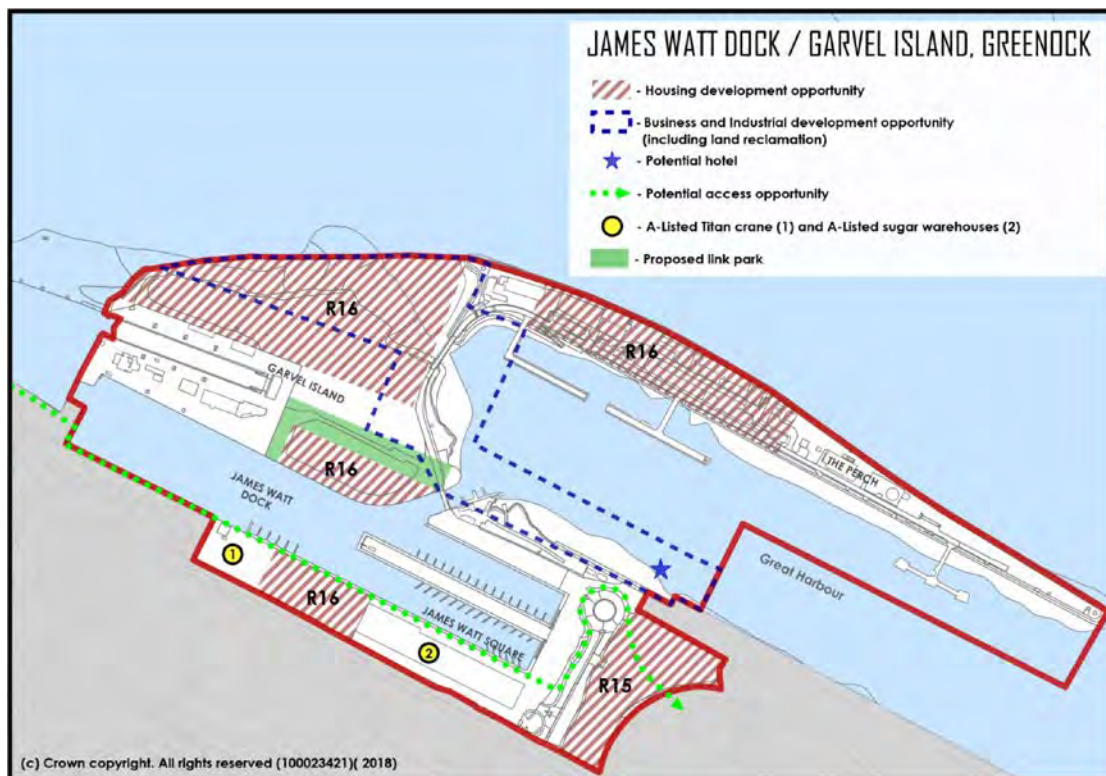 JAMES WATT DOCK / GARVEL ISLAND, GREENOCK
- Housing development opportunity
- Business and Industrial development opportunity
(including land reclamation)
- Potential hotel
- Potential access opportunity
- A-Listed Titan crane (1) and A-Listed sugar warehouses (2)
- Proposed link park
R16
R16
GARVEL ISLAND
R16
THE PERCH
JAMES WATT
DOCK
1
Great Harbour
R16
JAMES WATT SQUARE
2
R15
(c) Crown copyright. All rights reserved (100023421)( 2018)